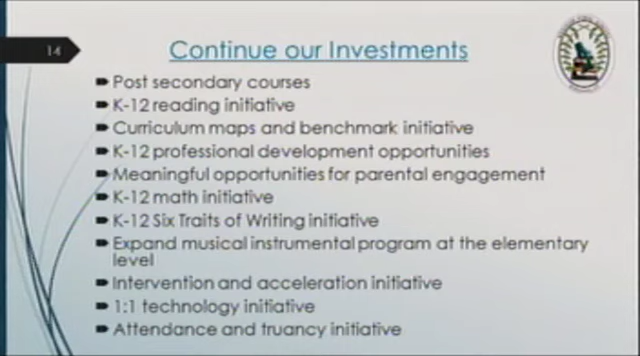 14
Continue our Investments
Post secondary courses
K-12 reading initiative
Curriculum maps and benchmark initiative
K-12 professional development opportunities
Meaningful opportunities for parental engagement
K-12 math initiative
K-12 Six Traits of Writing initiative
Expand musical instrumental program at the elementary
level
Intervention and acceleration initiative
1:1 technology initiative
Attendance and truancy initiative